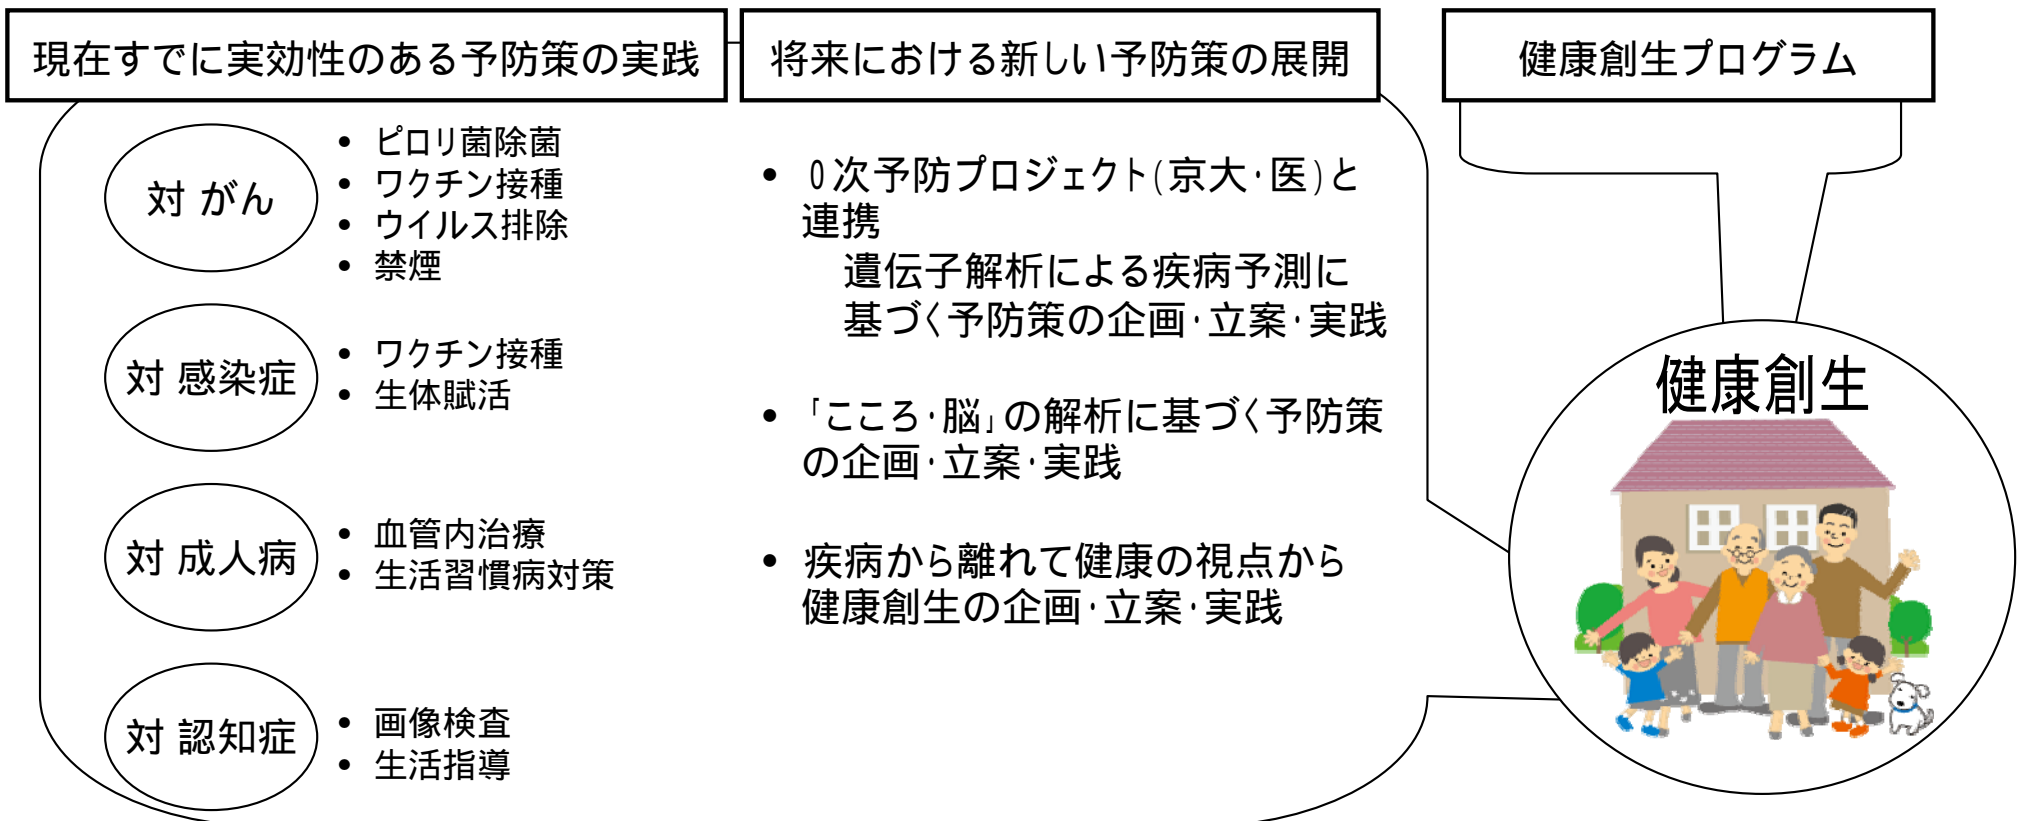 現在すでに実効性のある予防策の実践
対 がん
• ピロリ菌除菌
• ワクチン接種
• ウイルス排除
• 禁煙
対 感染症
• ワクチン接種
• 生体賦活
対 成人病
• 血管内治療
• 生活習慣病対策
対 認知症
• 画像検査
• 生活指導
将来における新しい予防策の展開
• 0次予防プロジェクト(京大・医)と
連携
遺伝子解析による疾病予測に
基づく予防策の企画・立案・実践
• 「こころ・脳」の解析に基づく予防策
の企画・立案・実践
• 疾病から離れて健康の視点から
健康創生の企画・立案・実践
健康創生プログラム
健康創生